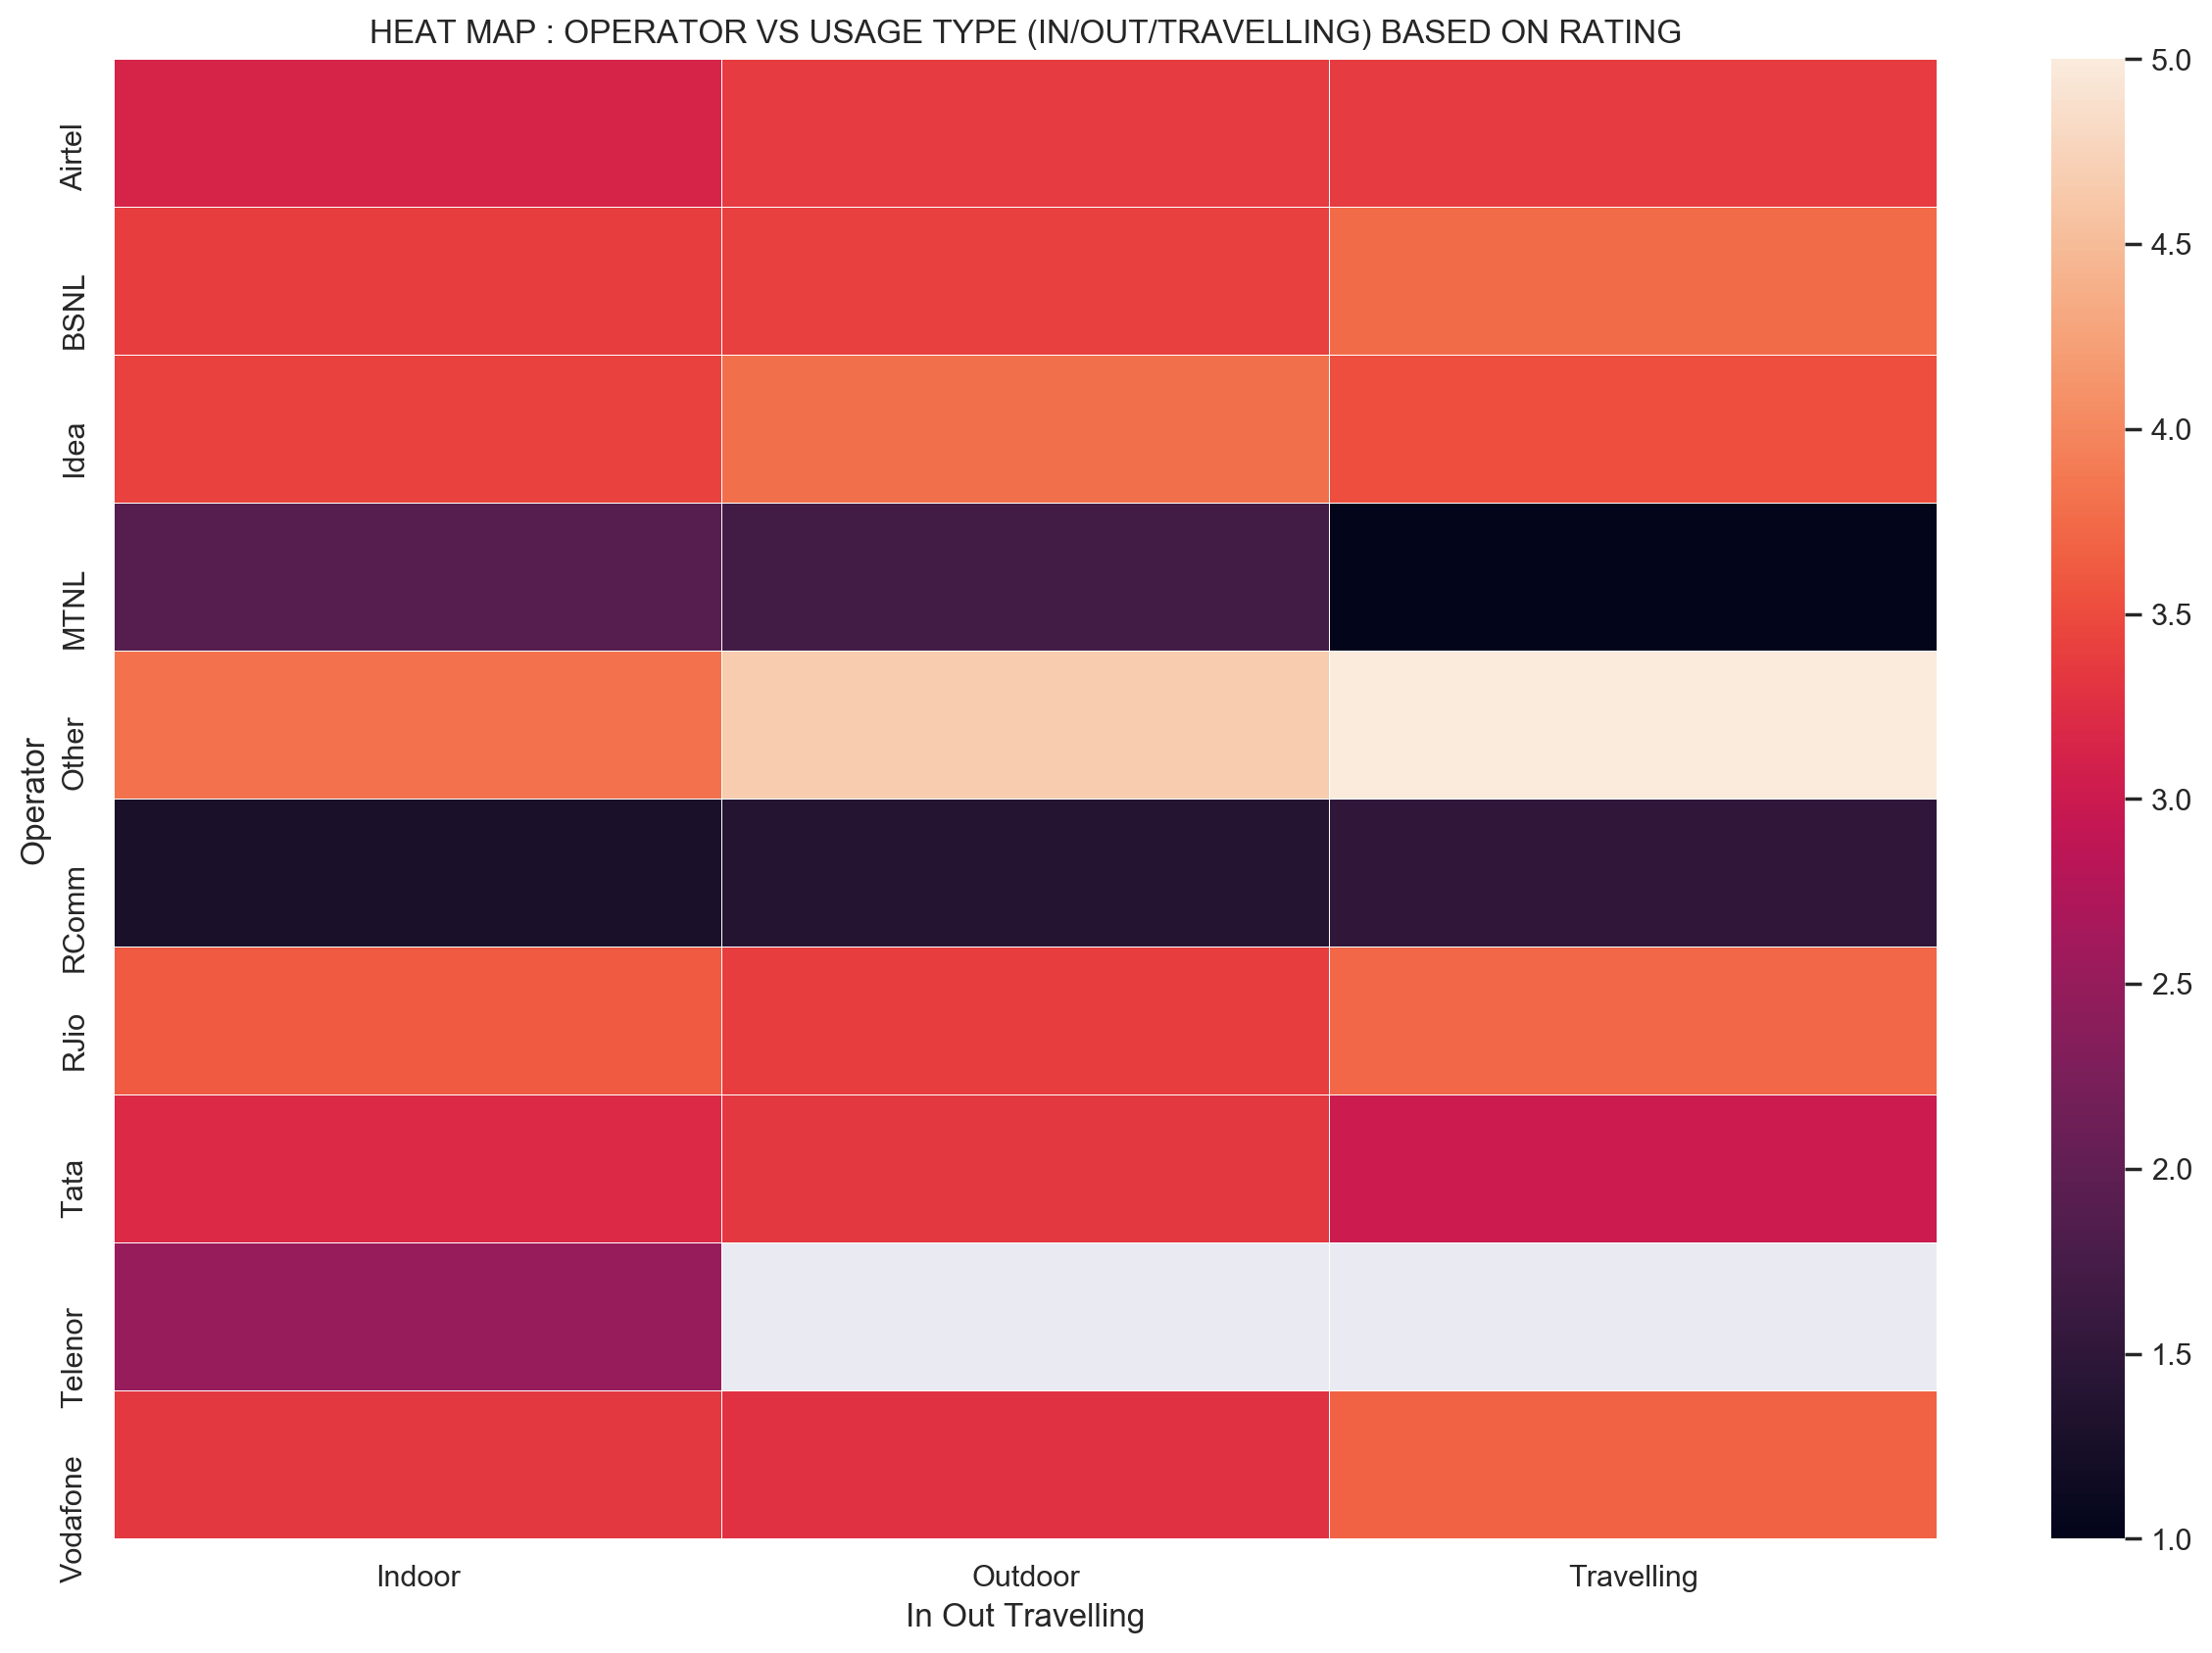 HEAT MAP : OPERATOR VS USAGE TYPE (IN/OUT/TRAVELLING) BASED ON RATING
Operator
Airtel
BSNL
Idea
MTNL
Other
RComm
RJio
Tata
Telenor
Vodafone
Indoor
Outdoor
Travelling
In Out Travelling
5.0
4.5
4.0
3.5
3.0
2.5
2.0
1.5
1.0